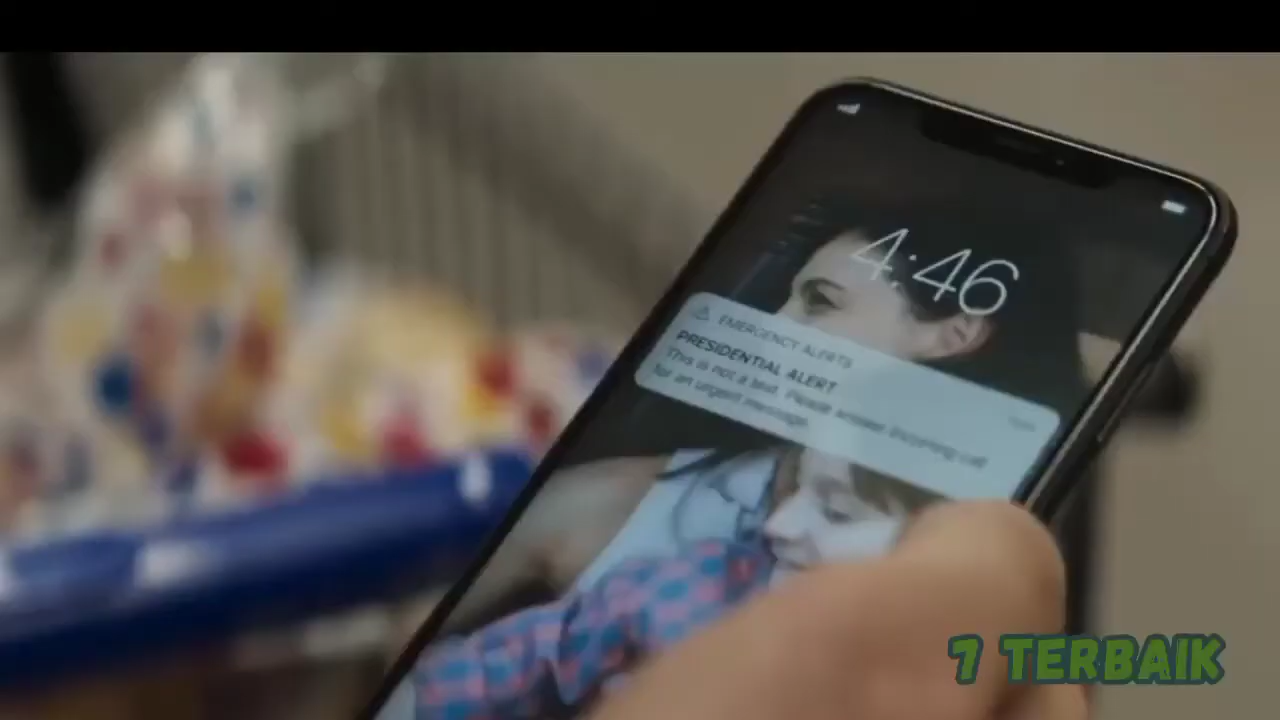 4:46
EMERGENCY ALERTS
PRESIDENTIAL ALERT
This is not a test. Please answer incoming call
for an urgent message.
7 TERBAIK